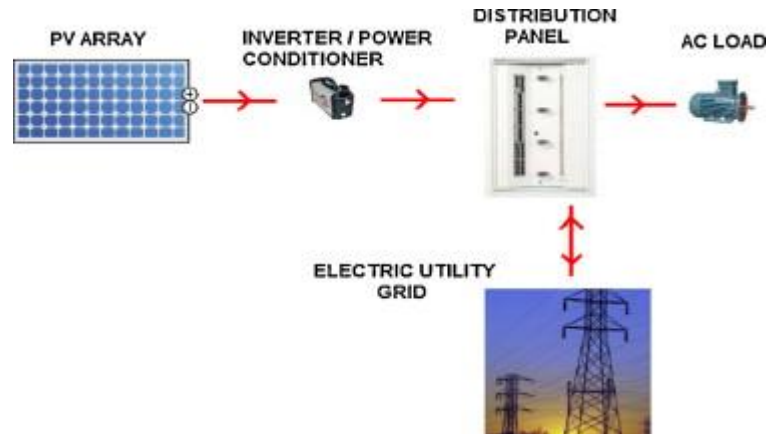 PV ARRAY
INVERTER / POWER
CONDITIONER
DISTRIBUTION
PANEL
AC LOAD
ELECTRIC UTILITY
GRID